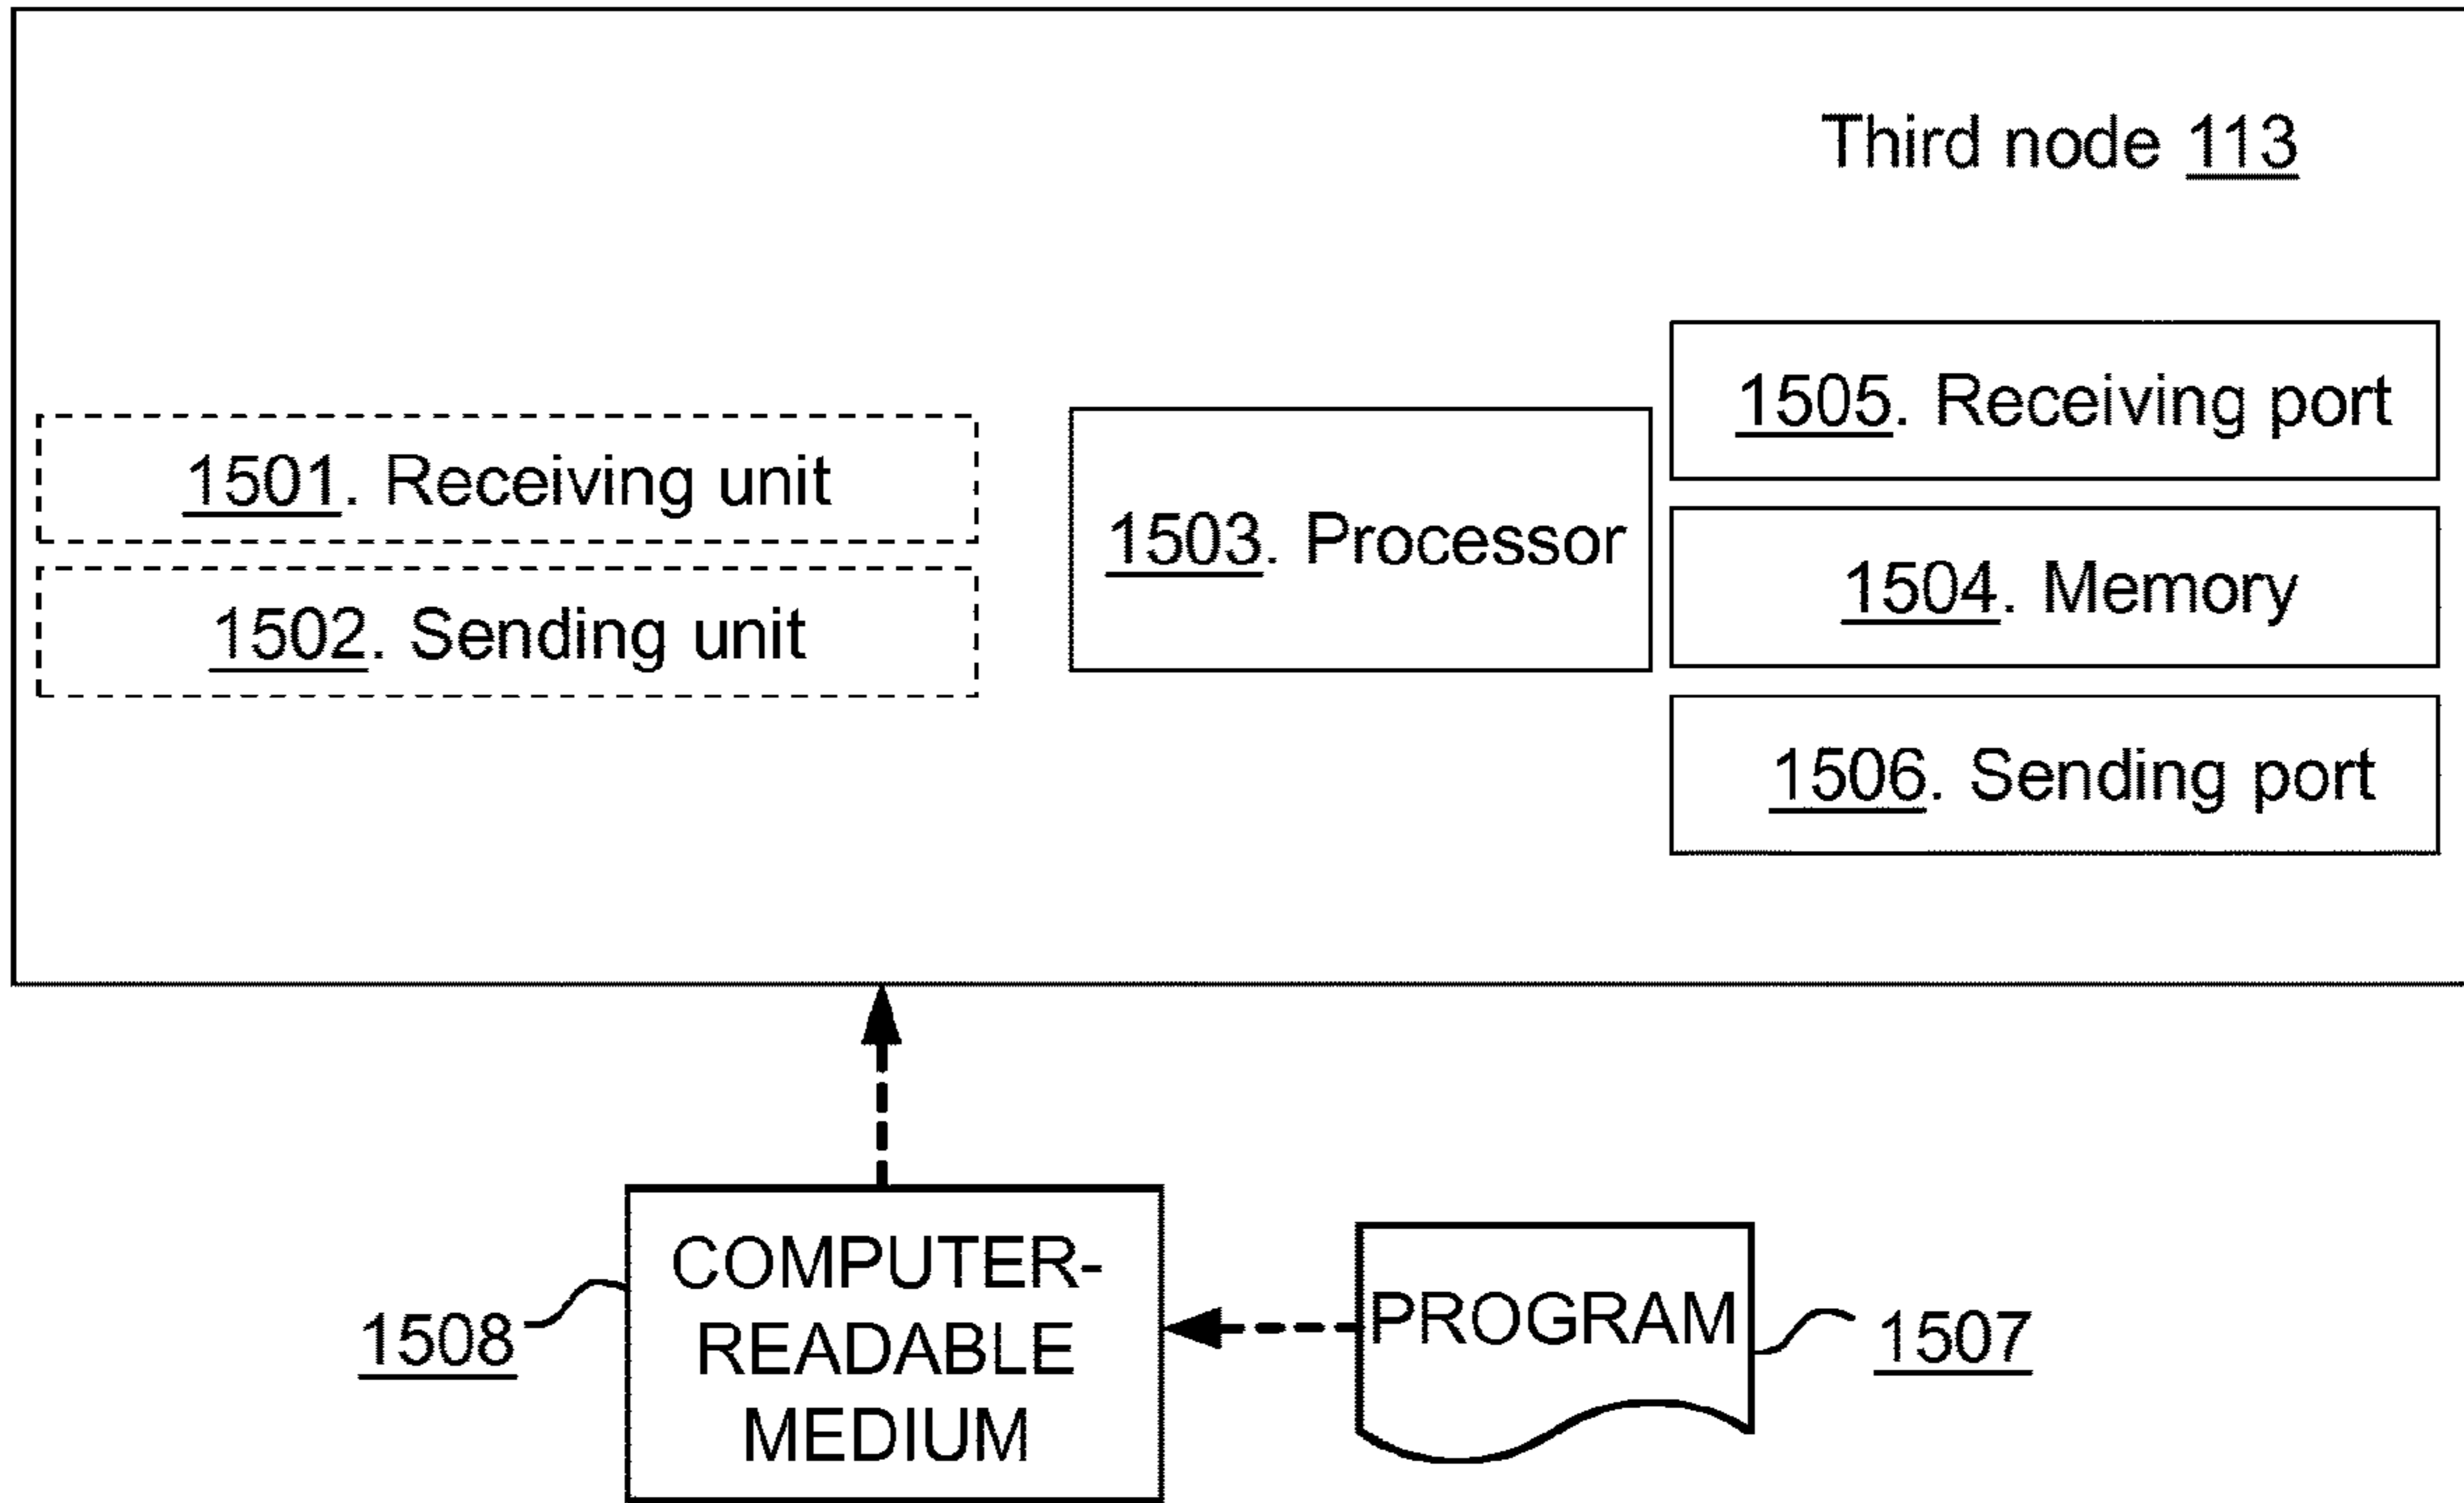 Third node 113
1505. Receiving port
1501. Receiving unit
1503. Processor
1504. Memory
1502. Sending unit
1506. Sending port
COMPUTER-
READABLE
MEDIUM
1508
PROGRAM
1507